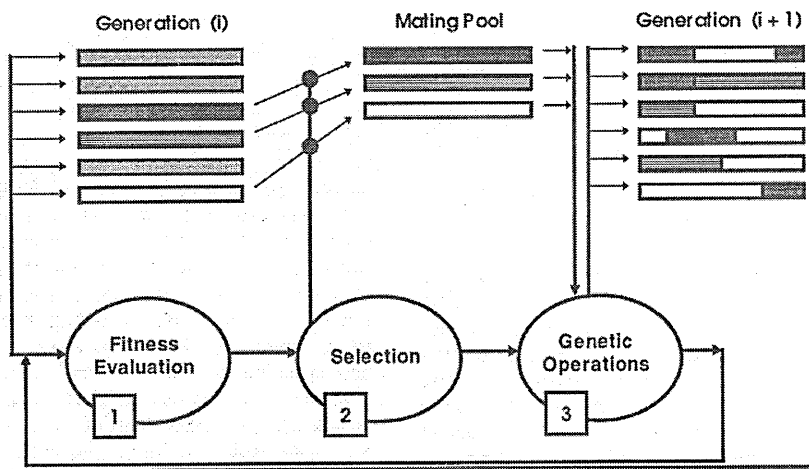 Generation (i)
Mating Pool
Generation (i + 1)
Fitness
Evaluation
1
Selection
2
Genetic
Operations
3